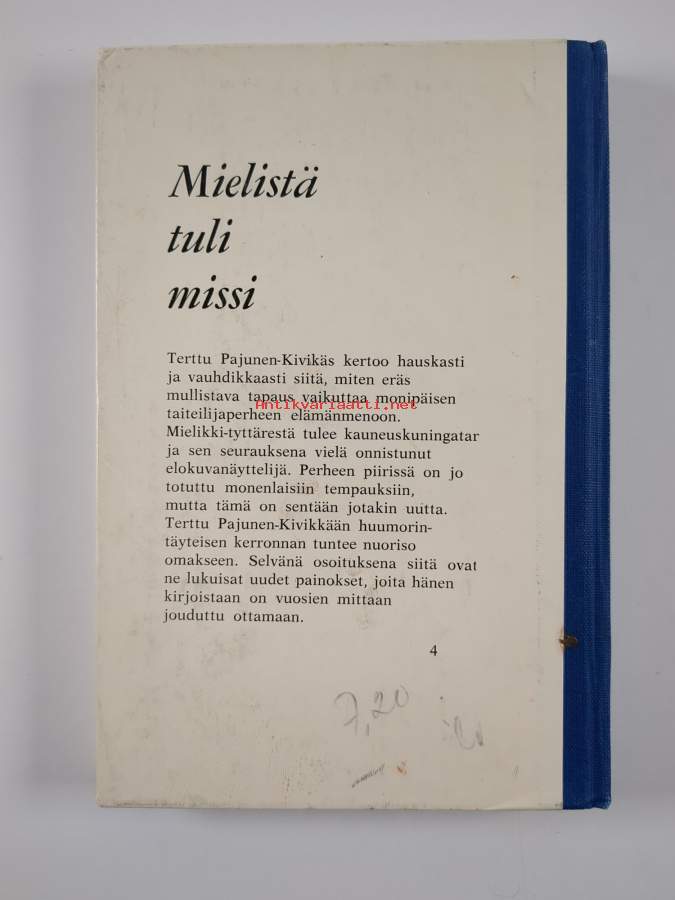 Mielistä
tuli
missi
Terttu Pajunen-Kivikäs kertoo hauskasti
ja vauhdikkaasti siitä, miten eräs
mullistava tapaus vaikuttaa monipäisen
Antikvariaatti.net
taiteilijaperheen elämänmenoon.
Mielikki-tyttärestä tulee kauneuskuningatar
ja sen seurauksena vielä onnistunut
elokuvanäyttelijä. Perheen piirissä on jo
totuttu monenlaisiin tempauksiin,
mutta tämä on sentään jotakin uutta.
Terttu Pajunen-Kivikkään huumorin-
täyteisen kerronnan tuntee nuoriso
omakseen. Selvänä osoituksena siitä ovat
ne lukuisat uudet painokset, joita hänen
kirjoistaan on vuosien mittaan
jouduttu ottamaan.
4
7,20